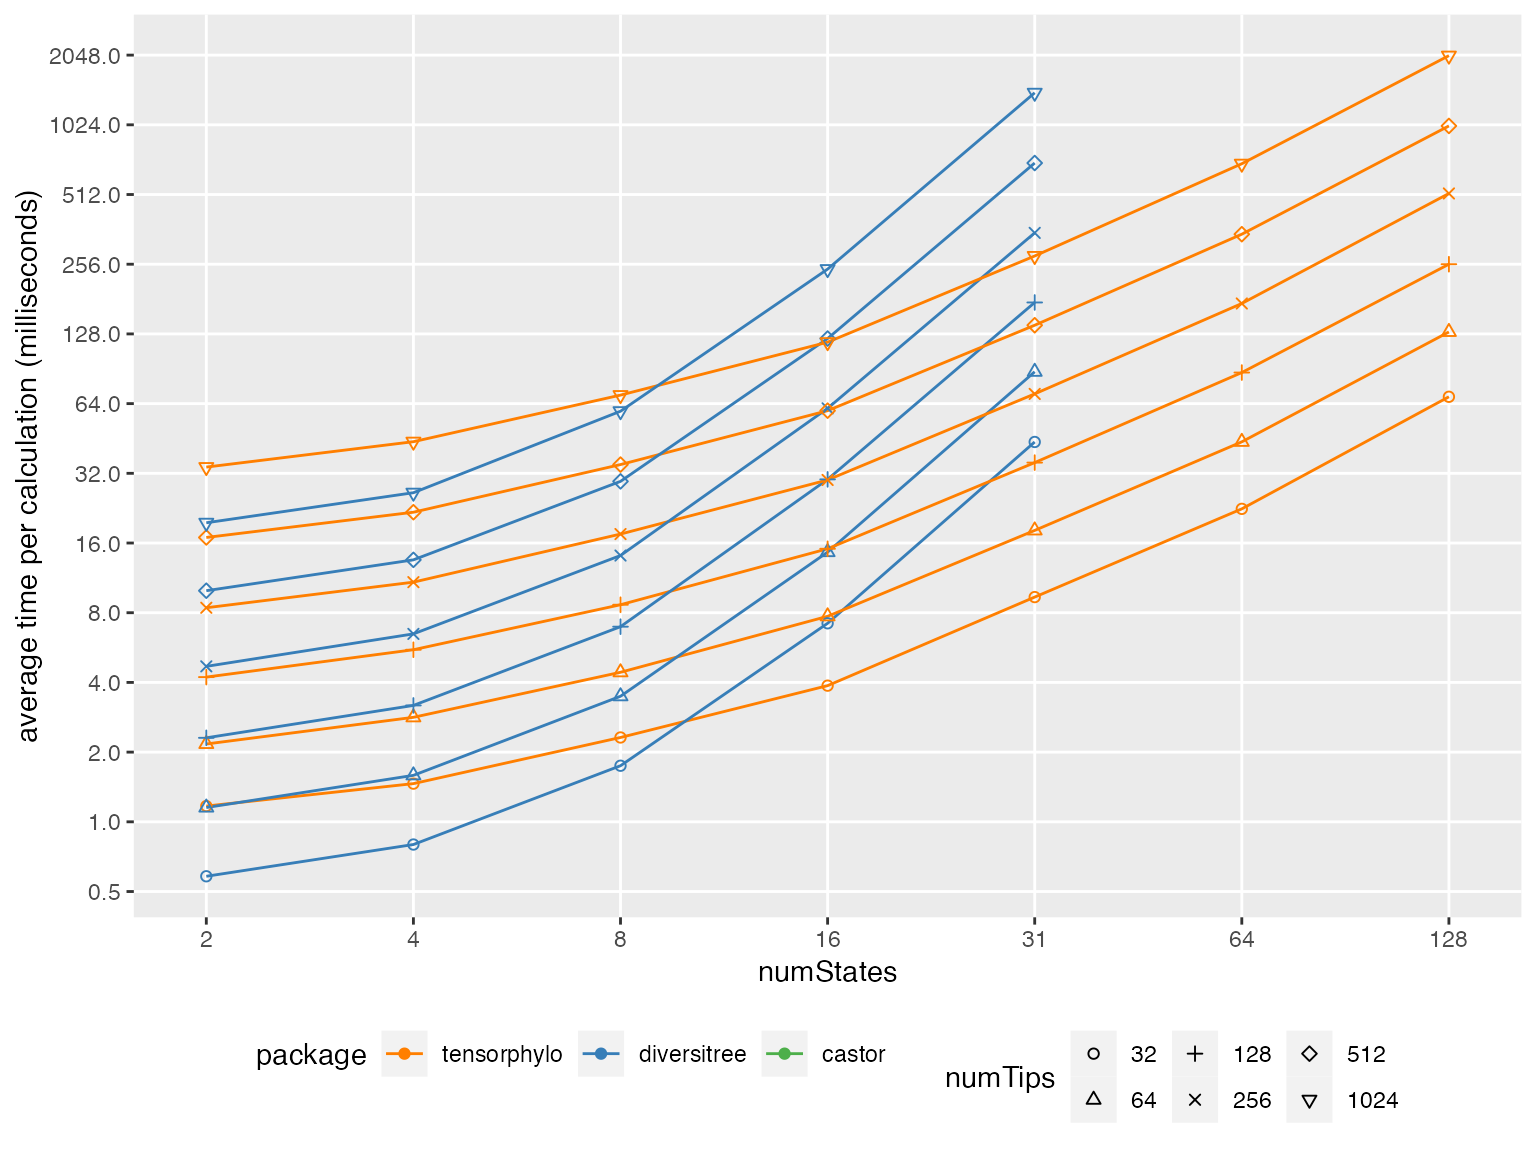 average time per calculation (milliseconds)
2048.0
1024.0
512.0
256.0
128.0
64.0
32.0
16.0
8.0
4.0
2.0
1.0
0.5
2 4 8 16 31 64 128
numStates
package tensorphylo diversitree castor
numTips
32 128 512
64 256 1024